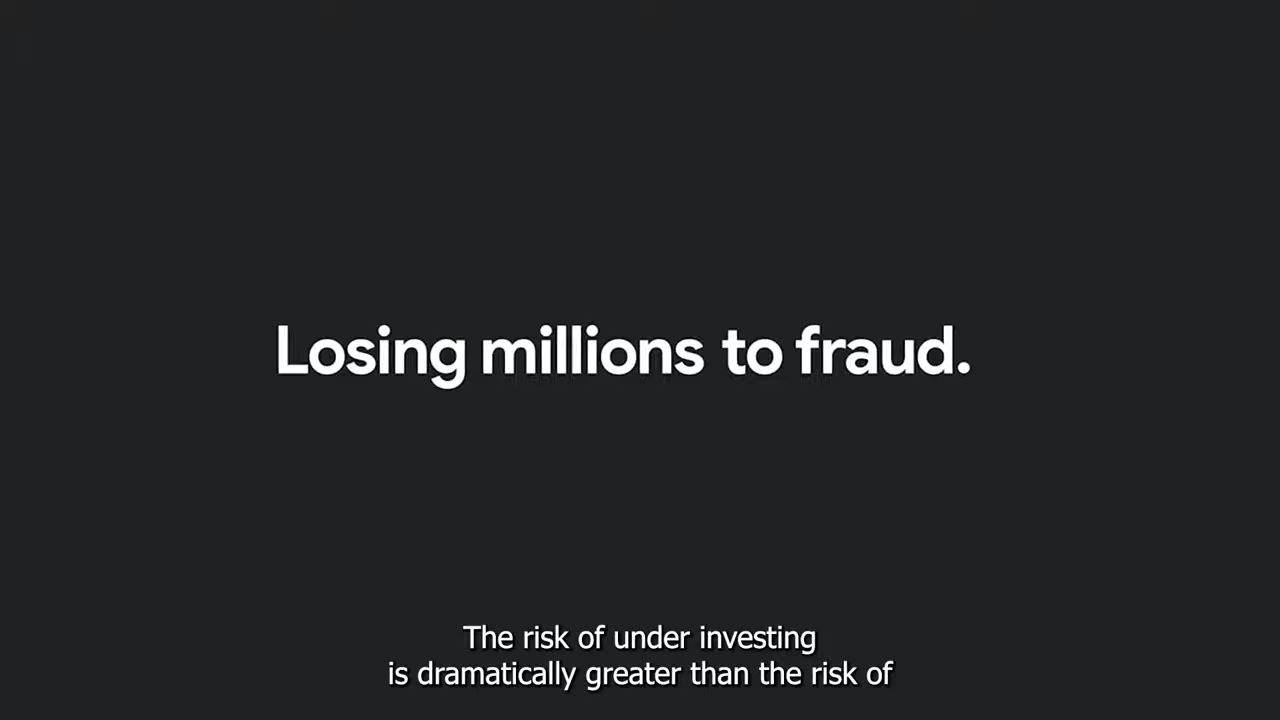 Losing millions to fraud.
The risk of under investing
is dramatically greater than the risk of